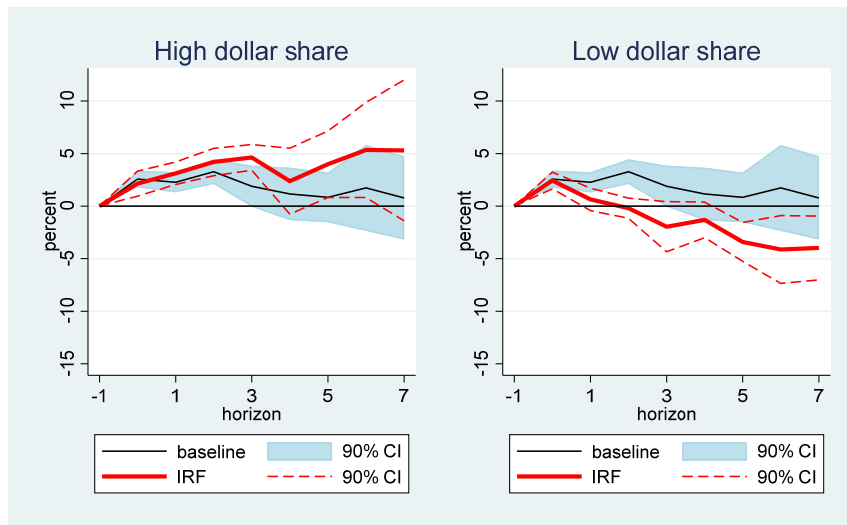 High dollar share
Low dollar share
percent
10
5
0
-5
-10
-15
-1
1
3
5
7
horizon
baseline
90% CI
IRF
90% CI
percent
10
5
0
-5
-10
-15
-1
1
3
5
7
horizon
baseline
90% CI
IRF
90% CI